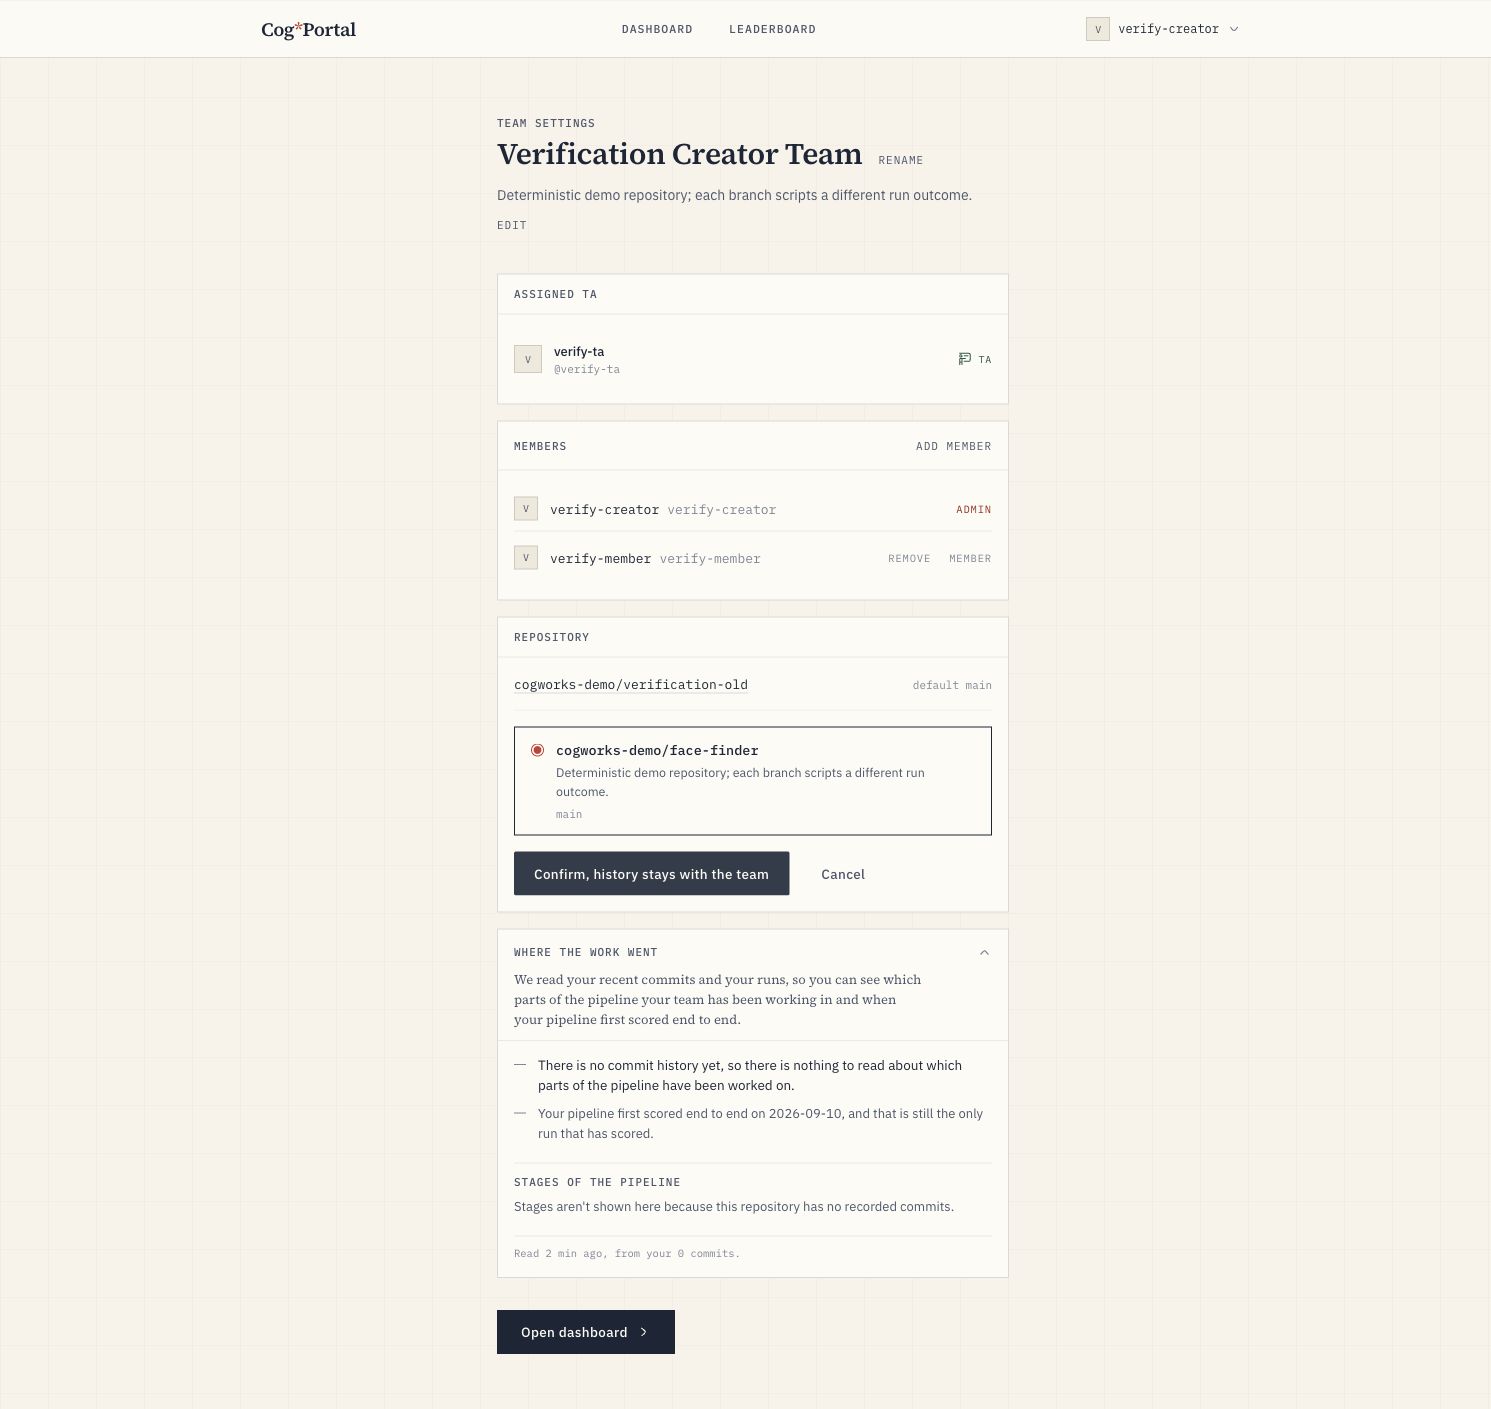 Cog*Portal
DASHBOARD
LEADERBOARD
V
verify-creator
TEAM SETTINGS
Verification Creator Team
RENAME
Deterministic demo repository; each branch scripts a different run outcome.
EDIT
ASSIGNED TA
V
verify-ta
@verify-ta
TA
MEMBERS
ADD MEMBER
V
verify-creator verify-creator
ADMIN
V
verify-member verify-member
REMOVE
MEMBER
REPOSITORY
cogworks-demo/verification-old
default main
cogworks-demo/face-finder
Deterministic demo repository; each branch scripts a different run
outcome.
main
Confirm, history stays with the team
Cancel
WHERE THE WORK WENT
We read your recent commits and your runs, so you can see which
parts of the pipeline your team has been working in and when
your pipeline first scored end to end.
— There is no commit history yet, so there is nothing to read about which
parts of the pipeline have been worked on.
— Your pipeline first scored end to end on 2026-09-10, and that is still the only
run that has scored.
STAGES OF THE PIPELINE
Stages aren't shown here because this repository has no recorded commits.
Read 2 min ago, from your 0 commits.
Open dashboard